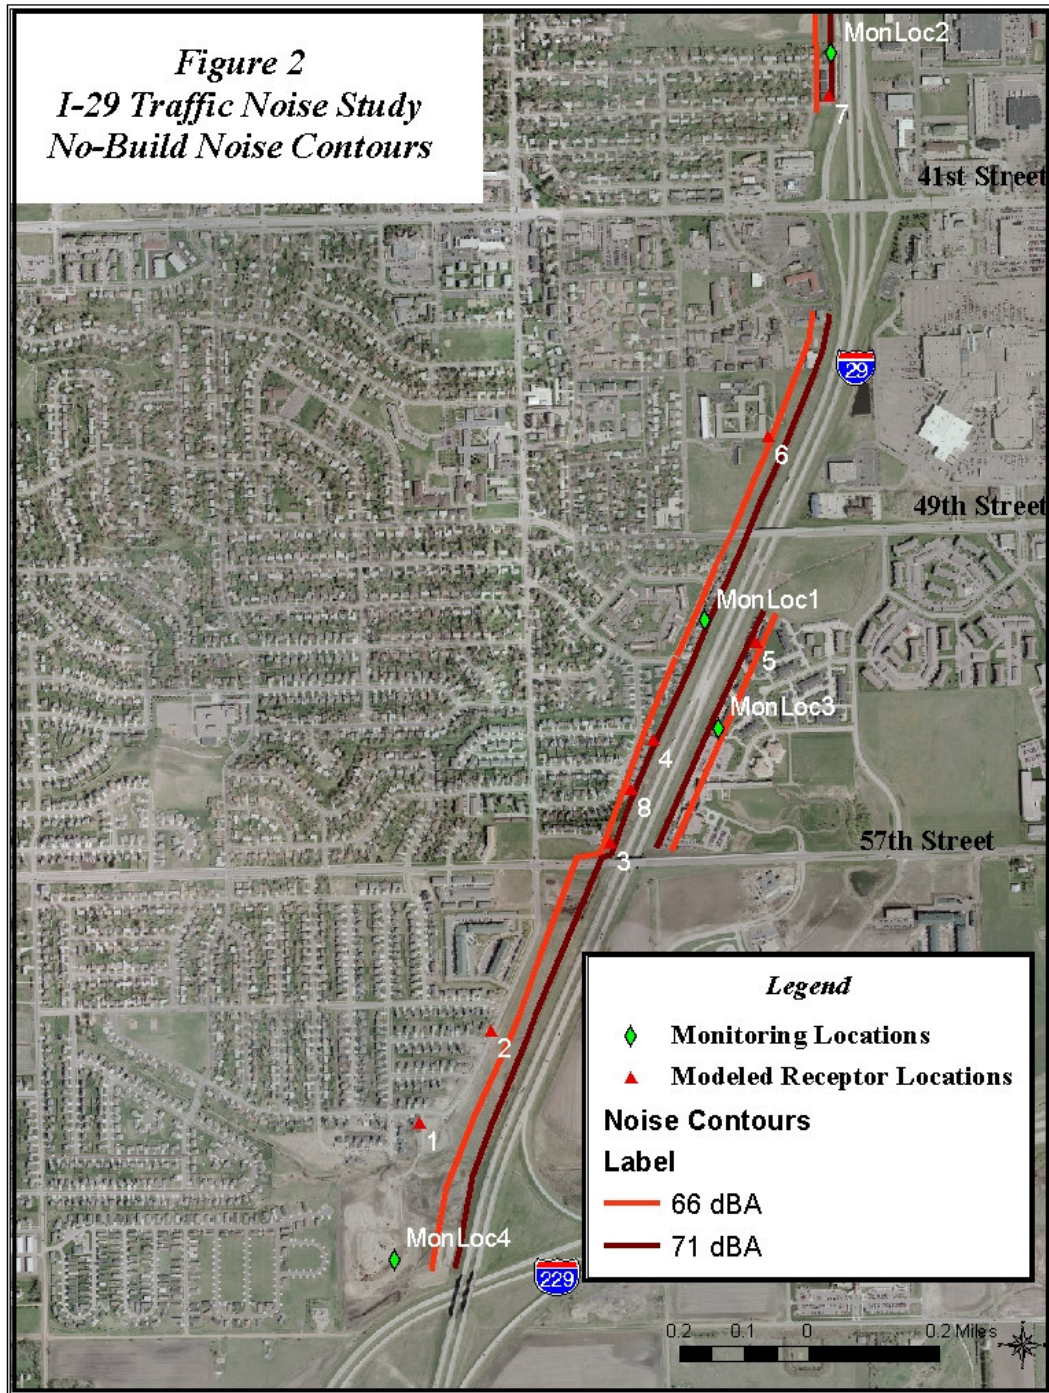 Figure 2
I-29 Traffic Noise Study
No-Build Noise Contours
MonLoc2
7
41st Street
29
6
49th Street
MonLoc1
5
MonLoc3
4
8
57th Street
3
2
1
MonLoc4
229
Legend
Monitoring Locations
Modeled Receptor Locations
Noise Contours
Label
66 dBA
71 dBA
0.2 0.1 0 0.2 Miles